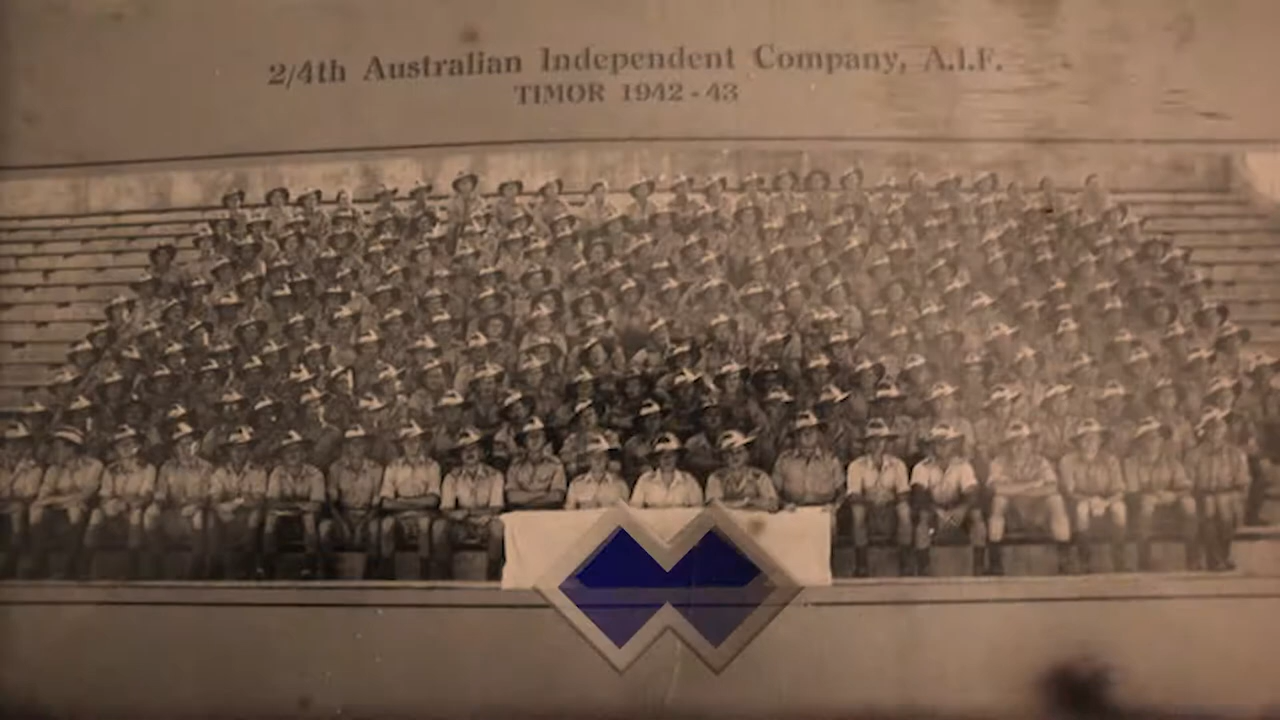 2/4th Australian Independent Company, A.I.F.
TIMOR 1942-43